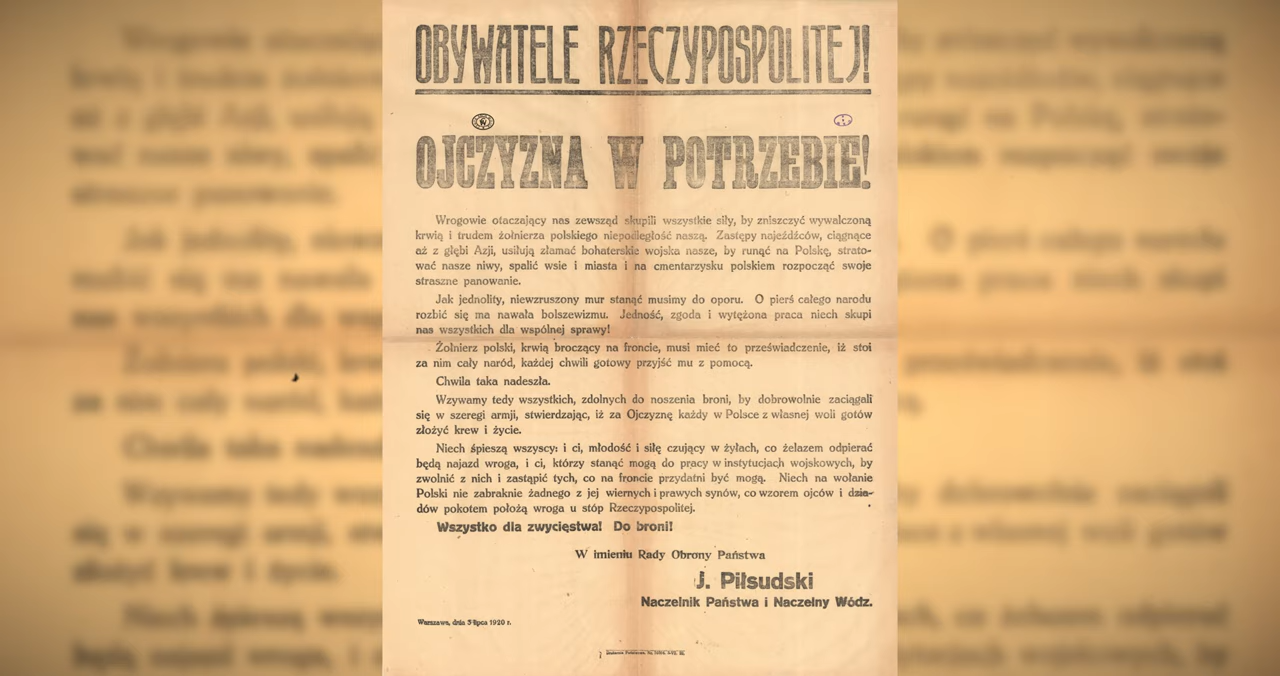 OBYWATELE RZECZYPOSPOLITEJ!
OJCZYZNA W POTRZEBIE!
Wrogowie otaczający nas zewsząd skupili wszystkie siły, by zniszczyć wywalczoną
krwią i trudem żołnierza polskiego niepodległość naszą. Zastępy najeźdźców, ciągnące
aż z głębi Azji, usiłują złamać bohaterskie wojska nasze, by runąć na Polskę, strato-
wać nasze niwy, spalić wsie i miasta i na cmentarzysku polskiem rozpocząć swoje
straszne panowanie.
Jak jednolity, niewzruszony mur stanąć musimy do oporu. O pierś całego narodu
rozbić się ma nawała bolszewizmu. Jedność, zgoda i wytężona praca niech skupi
nas wszystkich dla wspólnej sprawy!
Żołnierz polski, krwią broczący na froncie, musi mieć to przeświadczenie, iż stoi
za nim cały naród, każdej chwili gotowy przyjść mu z pomocą.
Chwila taka nadeszła.
Wzywamy tedy wszystkich, zdolnych do noszenia broni, by dobrowolnie zaciągali
się w szeregi armji, stwierdzając, iż za Ojczyznę każdy w Polsce z własnej woli gotów
złożyć krew i życie.
Niech śpieszą wszyscy: i ci, młodość i siłę czujący w żyłach, co żelazem odpierać
będą najazd wroga, i ci, którzy stanąć mogą do pracy w instytucjach wojskowych, by
zwolnić z nich i zastąpić tych, co na froncie przydatni być mogą. Niech na wołanie
Polski nie zabraknie żadnego z jej wiernych i prawych synów, co wzorem ojców i dzia-
dów pokotem położą wroga u stóp Rzeczypospolitej.
Wszystko dla zwycięstwa! Do broni!
W imieniu Rady Obrony Państwa
J. Piłsudski
Naczelnik Państwa i Naczelny Wódz.
Warszawa, dnia 3 lipca 1920 r.